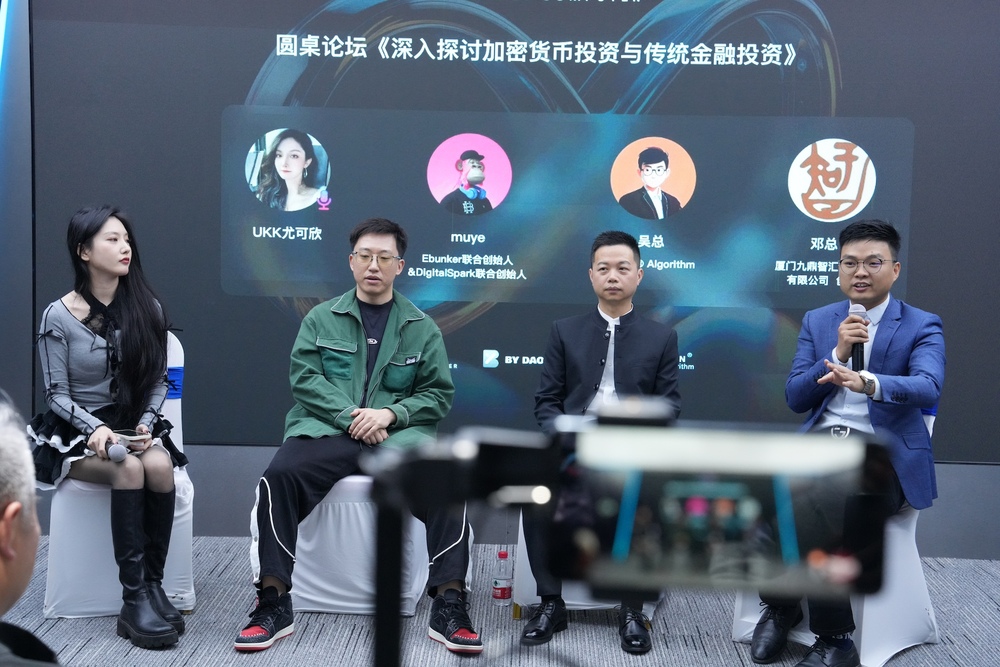 圆桌论坛《深入探讨加密货币投资与传统金融投资》
UKK尤可欣
muye
Ebunker联合创始人
&DigitalSpark联合创始人
吴总
Algorithm
邓总
厦门九鼎智汇
有限公司
BY DAO